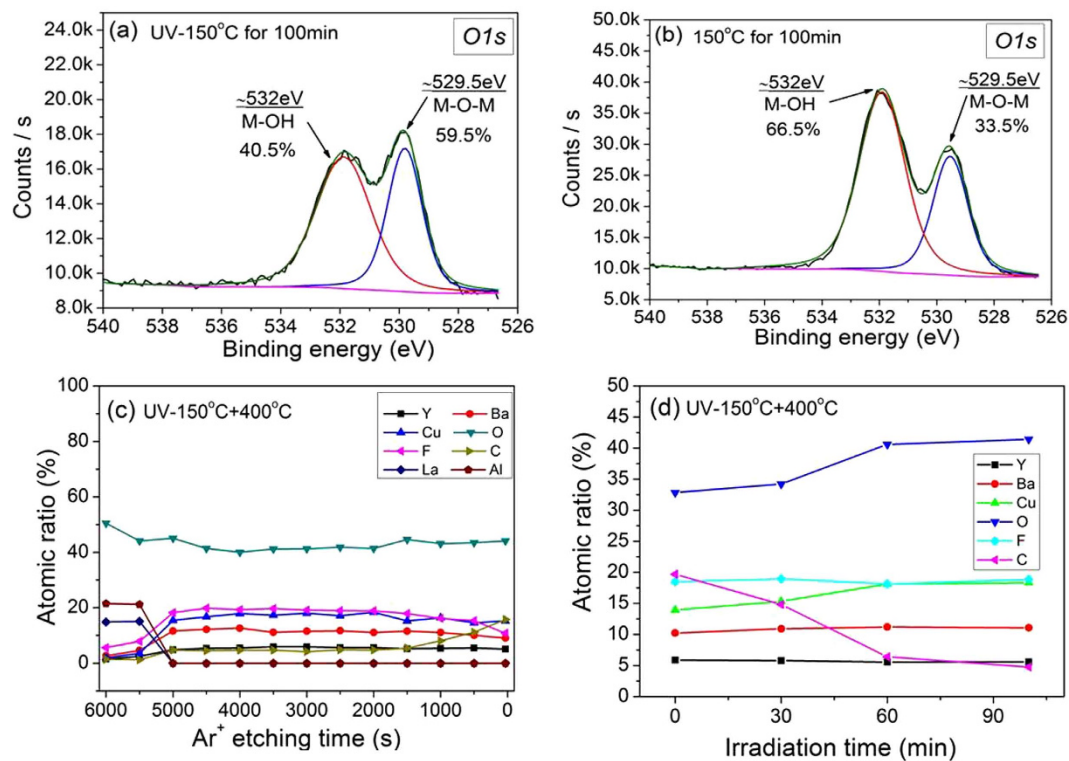 (a) UV-150°C for 100min
O1s
~532eV
M-OH
40.5%
~529.5eV
M-O-M
59.5%
24.0k
22.0k
20.0k
18.0k
16.0k
14.0k
12.0k
10.0k
8.0k
Counts / s
540 538 536 534 532 530 528 526
Binding energy (eV)
(b) 150°C for 100min
O1s
~532eV
M-OH
66.5%
~529.5eV
M-O-M
33.5%
50.0k
45.0k
40.0k
35.0k
30.0k
25.0k
20.0k
15.0k
10.0k
5.0k
Counts / s
540 538 536 534 532 530 528 526
Binding energy (eV)
(c) UV-150°C+400°C
Y Ba
Cu O
F C
La Al
100
80
60
40
20
0
Atomic ratio (%)
6000 5000 4000 3000 2000 1000 0
Ar+ etching time (s)
(d) UV-150°C+400°C
Y
Ba
Cu
O
F
C
50
45
40
35
30
25
20
15
10
5
0
Atomic ratio (%)
0 30 60 90
Irradiation time (min)